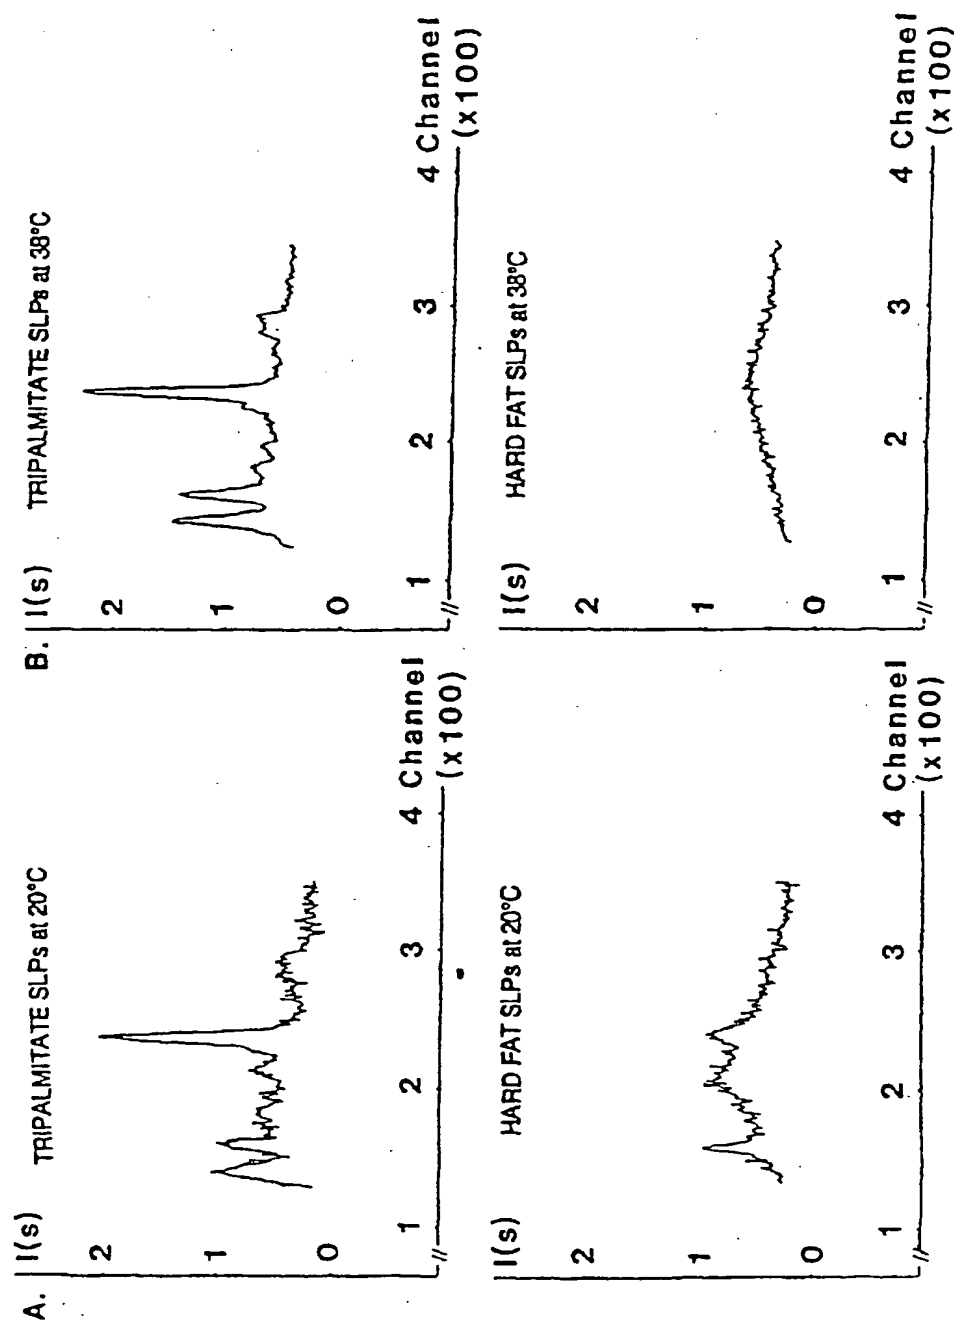 A.
I(s)
TRIPALMITATE SLPs at 20°C
2
1
0
1
2
3
4 Channel
(x100)
I(s)
HARD FAT SLPs at 20°C
2
1
0
1
2
3
4 Channel
(x100)
B.
I(s)
TRIPALMITATE SLPs at 38°C
2
1
0
1
2
3
4 Channel
(x100)
I(s)
HARD FAT SLPs at 38°C
2
1
0
1
2
3
4 Channel
(x100)